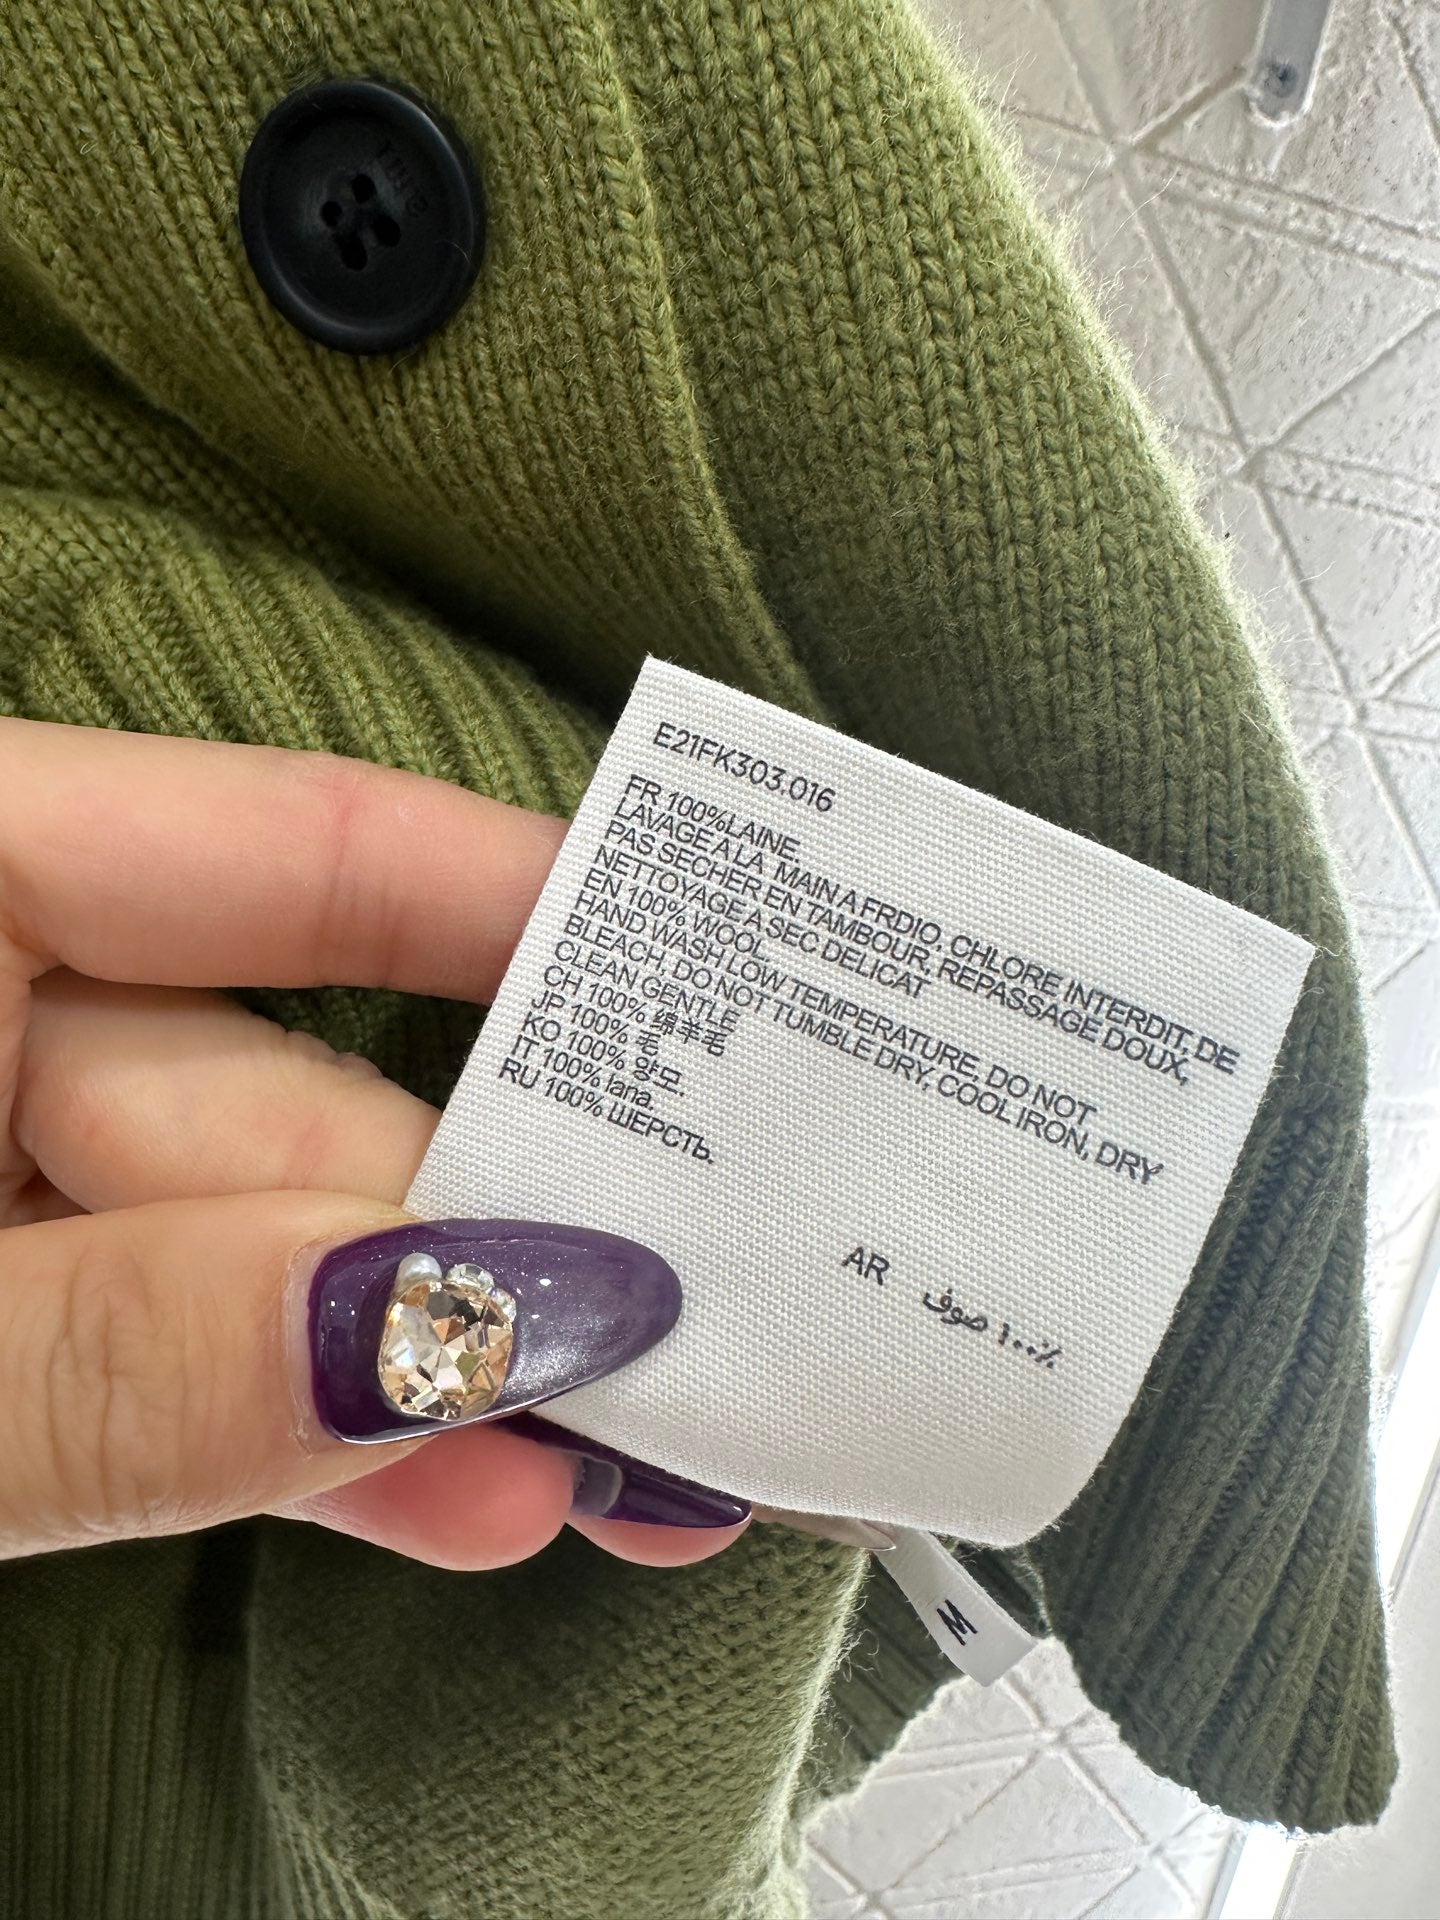 E21FK303.016
FR 100%LAINE.
LAVAGE A LA MAIN A FRDIO, CHLORE INTERDIT, DE
PAS SECHER EN TAMBOUR, REPASSAGE DOUX,
NETTOYAGE A SEC DELICAT
EN 100% WOOL
HAND WASH LOW TEMPERATURE, DO NOT
BLEACH, DO NOT TUMBLE DRY, COOL IRON, DRY
CLEAN GENTLE
CH 100% 绵羊毛
JP 100% 毛
KO 100% 양모.
IT 100% lana.
RU 100% ШЕРСТЬ.
AR
١٠٠٪ صوف
M